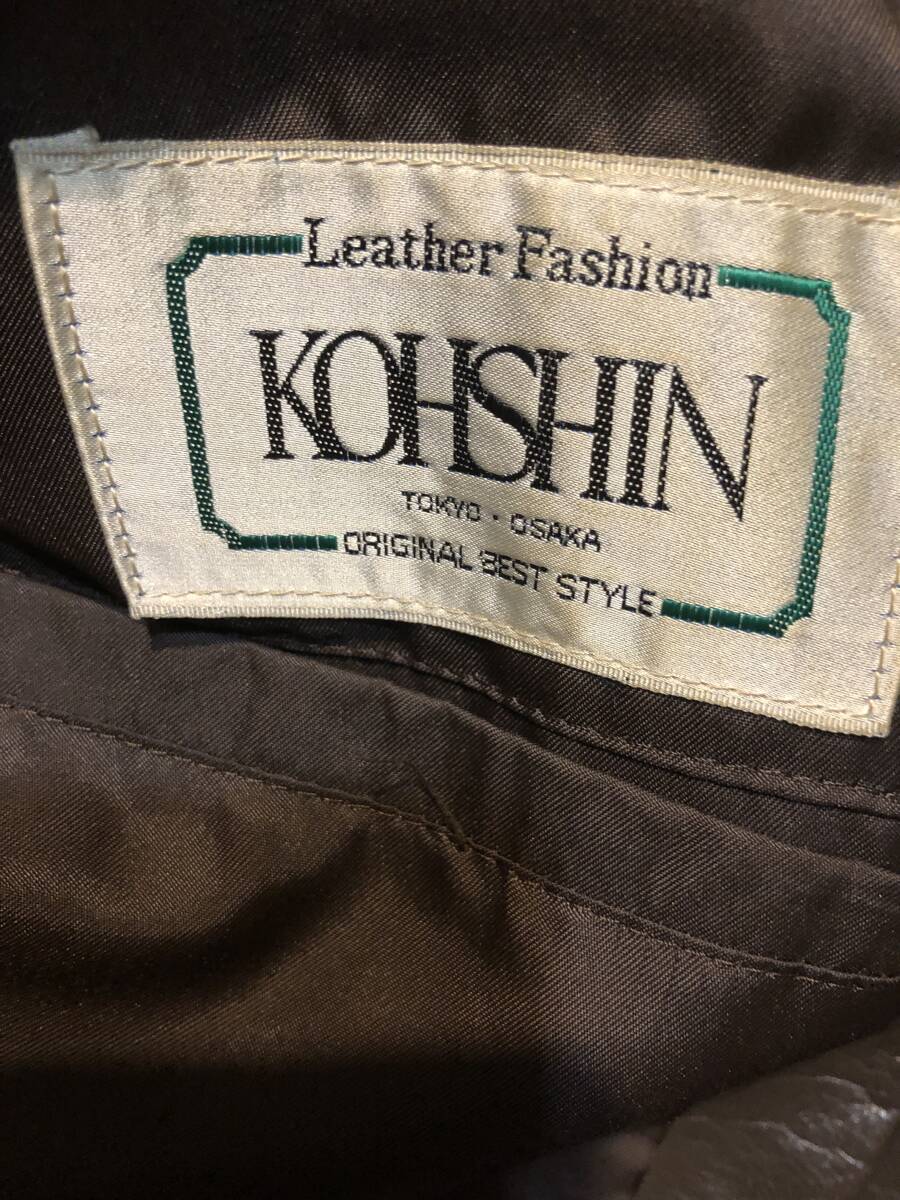 Leather Fashion
KOHSHIN
TOKYO · OSAKA
ORIGINAL BEST STYLE